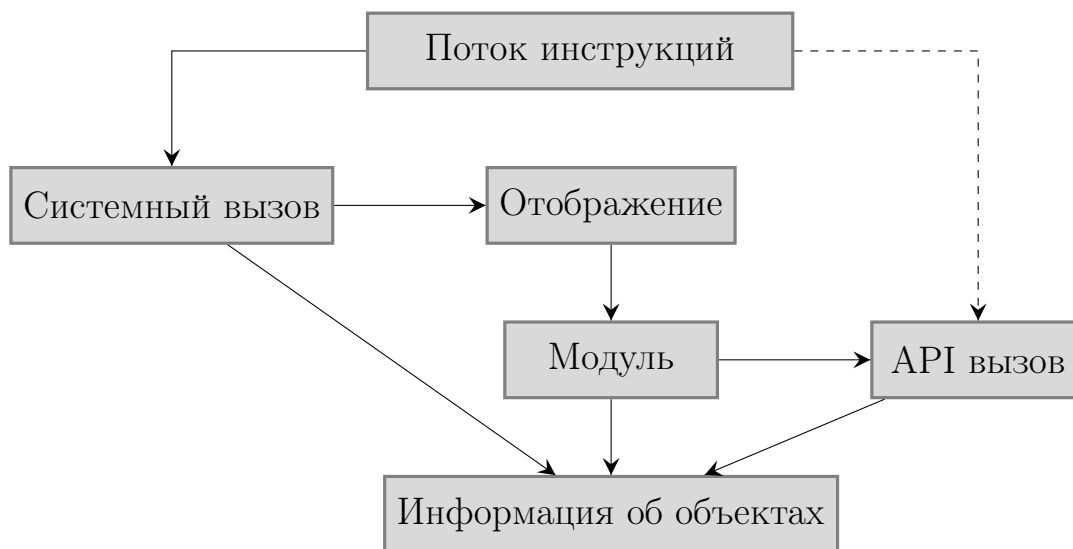 Поток инструкций
Системный вызов
Отображение
Модуль
API вызов
Информация об объектах